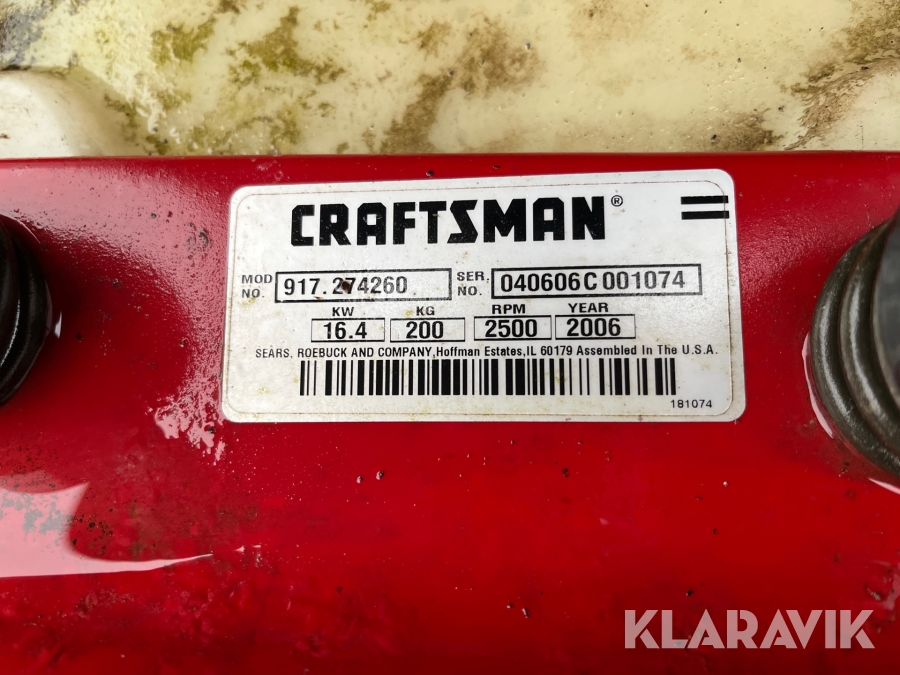 CRAFTSMAN®
MOD NO. 917.274260 SER. NO. 040606C 001074
KW KG RPM YEAR
16.4 200 2500 2006
SEARS, ROEBUCK AND COMPANY, Hoffman Estates, IL 60179 Assembled In The U.S.A.
181074
KLARAVIK